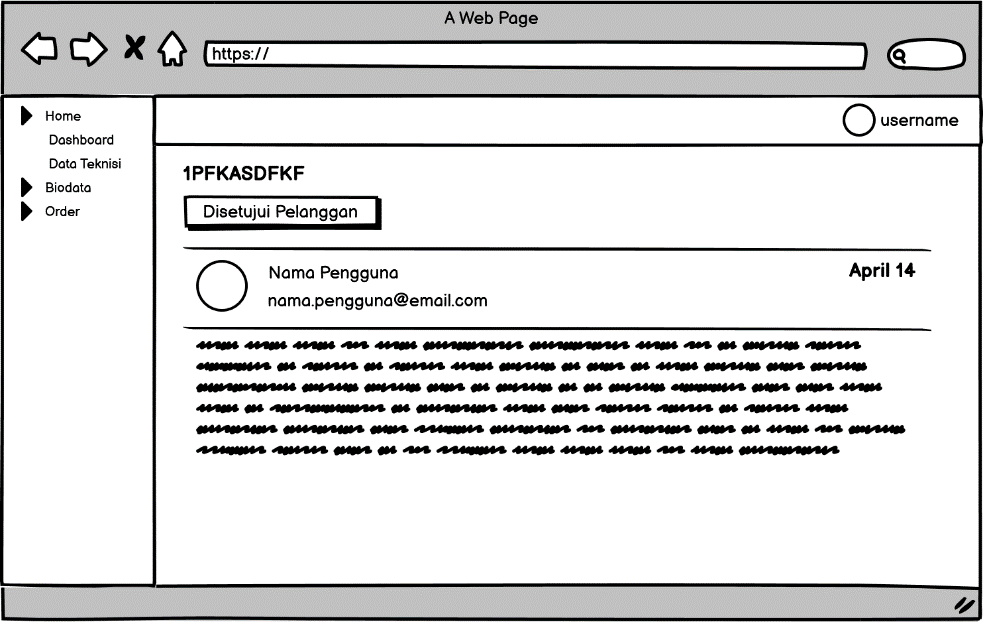 A Web Page
https://
username
Home
Dashboard
Data Teknisi
Biodata
Order
1PFKASDFKF
Disetujui Pelanggan
Nama Pengguna
April 14
nama.pengguna@email.com